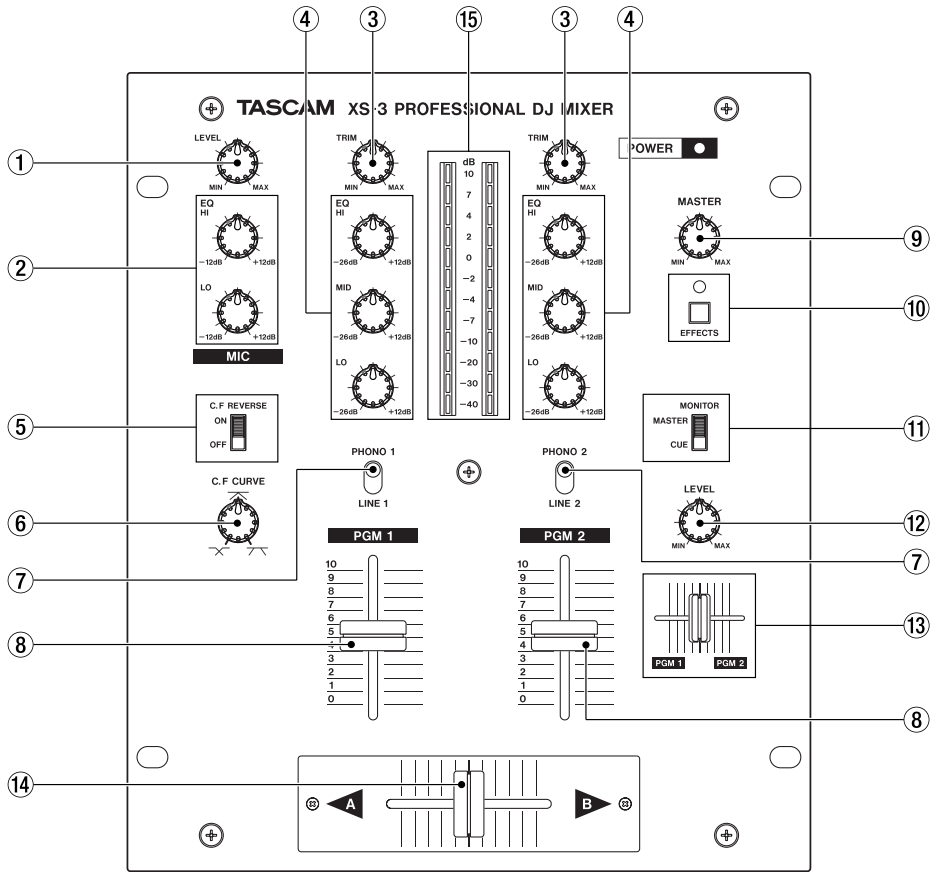 ④ ③ ⑮ ③ ④
TASCAM XS-3 PROFESSIONAL DJ MIXER
POWER
①
LEVEL
MIN MAX
②
EQ
HI
−12dB +12dB
LO
−12dB +12dB
MIC
TRIM
MIN MAX
EQ
HI
−26dB +12dB
MID
−26dB +12dB
LO
−26dB +12dB
dB
10
7
4
2
0
−2
−4
−7
−10
−20
−30
−40
TRIM
MIN MAX
EQ
HI
−26dB +12dB
MID
−26dB +12dB
LO
−26dB +12dB
MASTER
MIN MAX
⑨
EFFECTS
⑩
⑤
C.F REVERSE
ON
OFF
⑥
C.F CURVE
MONITOR
MASTER
CUE
⑪
LEVEL
MIN MAX
⑫
⑦
PHONO 1
LINE 1
PHONO 2
LINE 2
⑦
PGM 1
10
9
8
7
6
5
4
3
2
1
0
⑧
PGM 2
10
9
8
7
6
5
4
3
2
1
0
⑧
PGM 1 PGM 2
⑬
⑭
A B